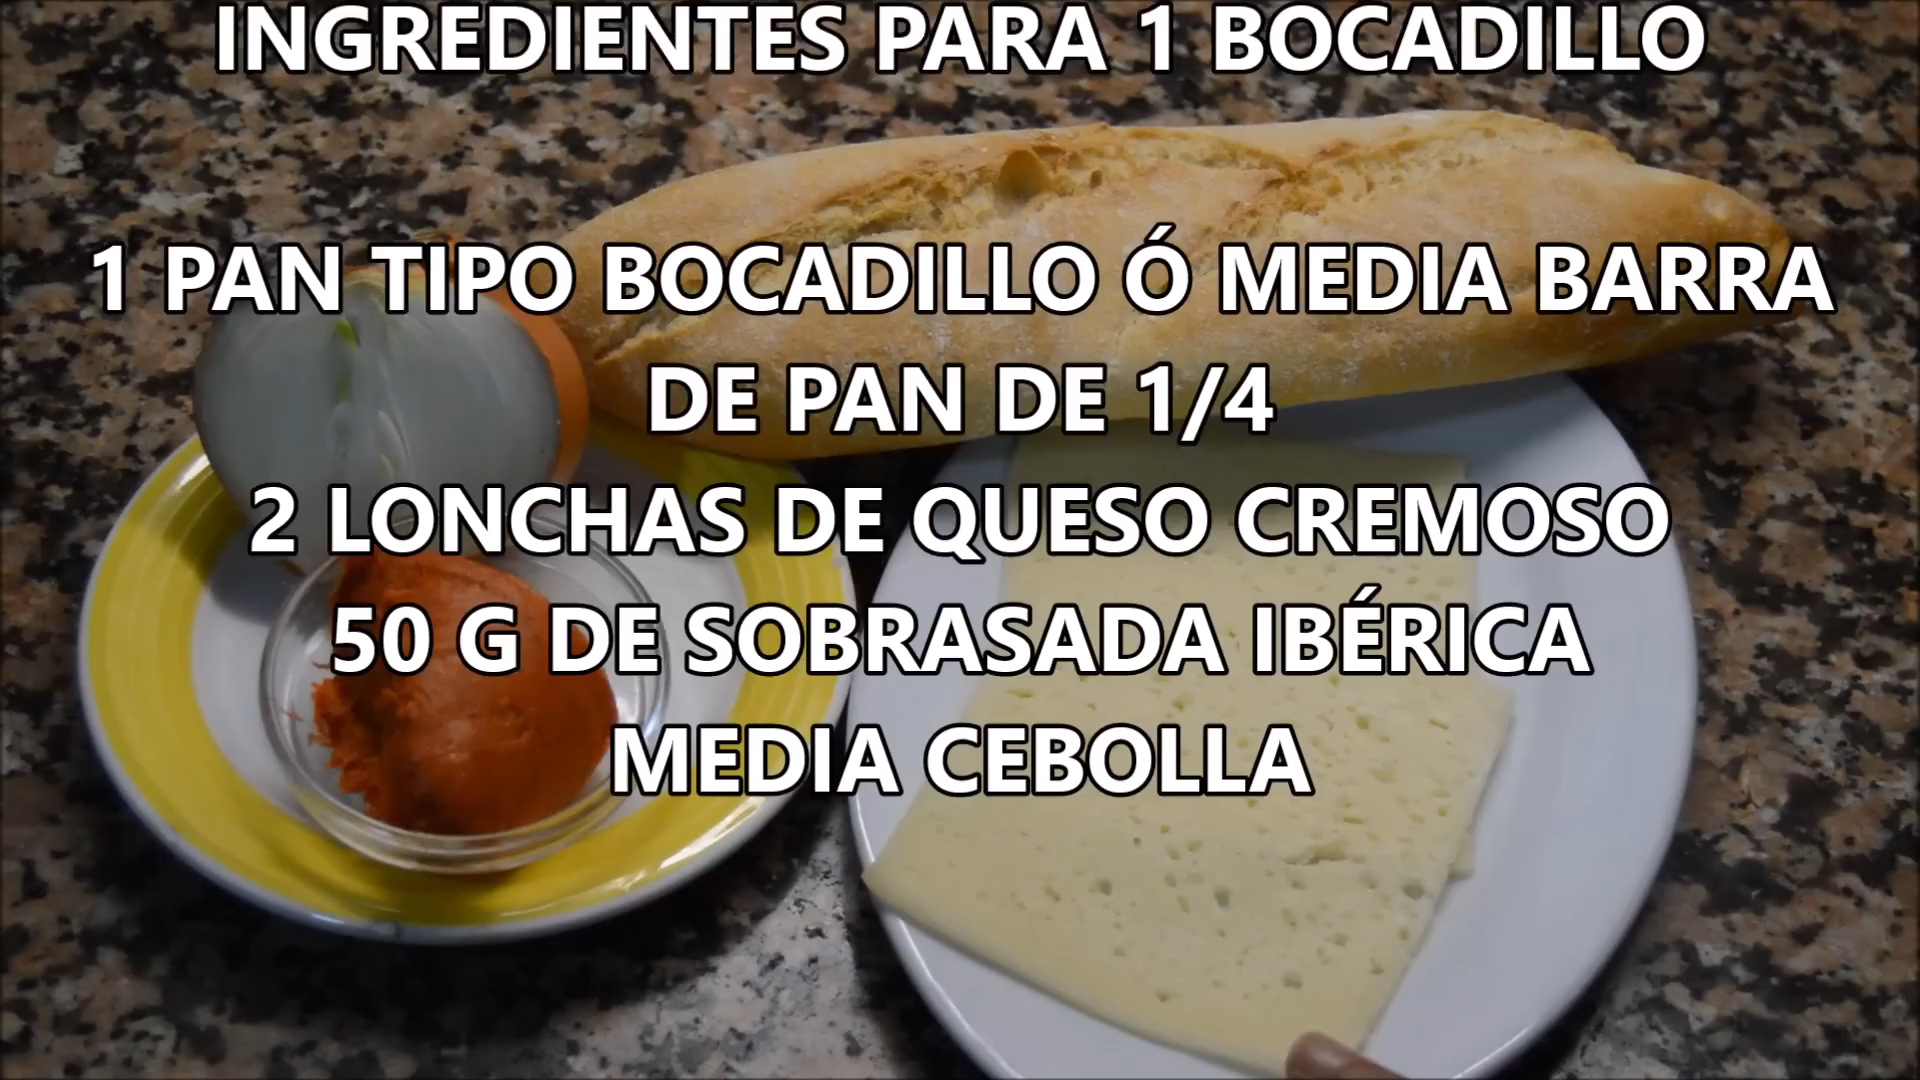 INGREDIENTES PARA 1 BOCADILLO
1 PAN TIPO BOCADILLO Ó MEDIA BARRA
DE PAN DE 1/4
2 LONCHAS DE QUESO CREMOSO
50 G DE SOBRASADA IBÉRICA
MEDIA CEBOLLA